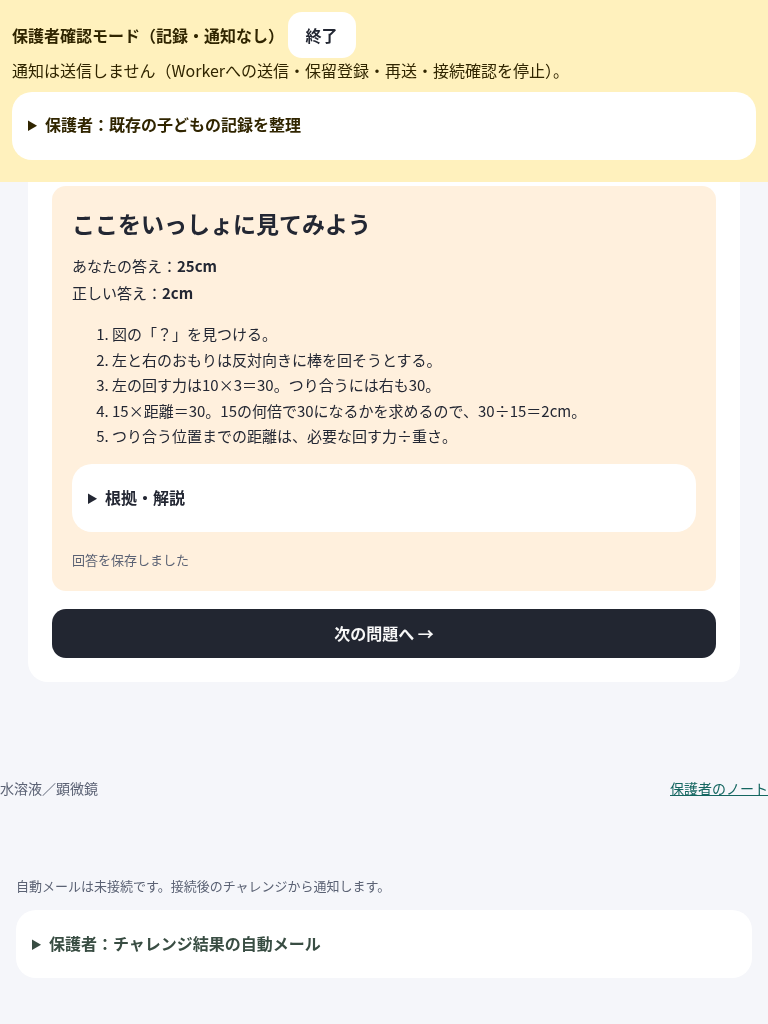 保護者確認モード（記録・通知なし） 終了
通知は送信しません（Workerへの送信・保留登録・再送・接続確認を停止）。
▶ 保護者：既存の子どもの記録を整理
ここをいっしょに見てみよう
あなたの答え：25cm
正しい答え：2cm
1. 図の「？」を見つける。
2. 左と右のおもりは反対向きに棒を回そうとする。
3. 左の回す力は10×3＝30。つり合うには右も30。
4. 15×距離＝30。15の何倍で30になるかを求めるので、30÷15＝2cm。
5. つり合う位置までの距離は、必要な回す力÷重さ。
▶ 根拠・解説
回答を保存しました
次の問題へ →
水溶液／顕微鏡 保護者のノート
自動メールは未接続です。接続後のチャレンジから通知します。
▶ 保護者：チャレンジ結果の自動メール